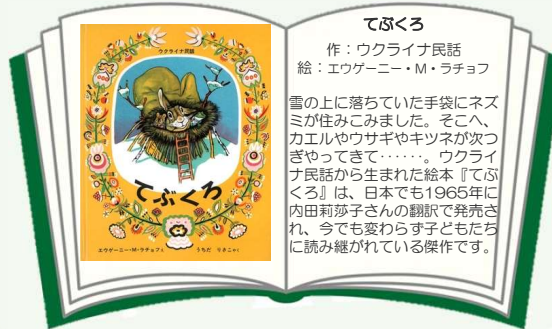 ウクライナ民話
てぶくろ
エウゲーニー・M・ラチョフ え うちだ りさこ やく
てぶくろ
作：ウクライナ民話
絵：エウゲーニー・M・ラチョフ
雪の上に落ちていた手袋にネズ
ミが住みこみました。そこへ、
カエルやウサギやキツネが次つ
ぎやってきて‥‥‥。ウクライ
ナ民話から生まれた絵本『てぶ
くろ』は、日本でも1965年に
内田莉莎子さんの翻訳で発売さ
れ、今でも変わらず子どもたち
に読み継がれている傑作です。